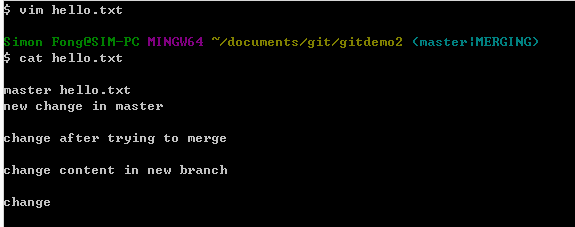 $ vim hello.txt
Simon Fong@SIM-PC MINGW64 ~/documents/git/gitdemo2 (master|MERGING)
$ cat hello.txt
master hello.txt
new change in master
change after trying to merge
change content in new branch
change